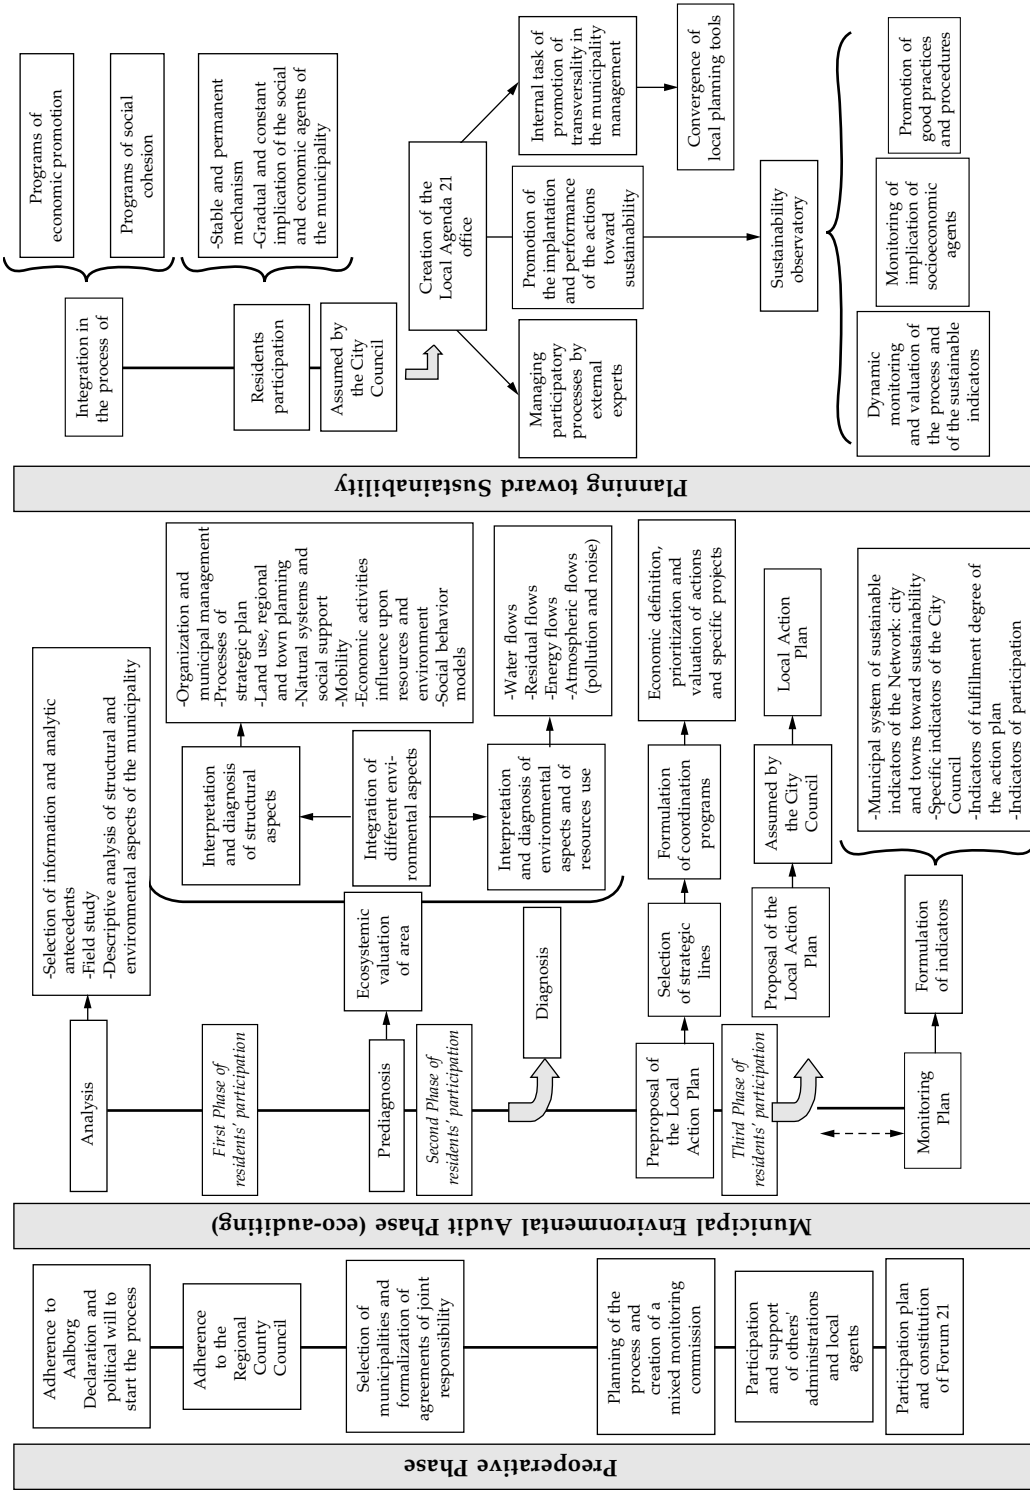 Preoperative Phase
Adherence to
Aalborg
Declaration and
political will to
start the process
Adherence
to the
Regional
County
Council
Selection of
municipalities and
formalization of
agreements of joint
responsibility
Planning of the
process and
creation of a
mixed monitoring
commission
Participation
and support
of others'
administrations
and local
agents
Participation plan
and constitution
of Forum 21
Municipal Environmental Audit Phase (eco-auditing)
Analysis
-Selection of information and analytic
antecedents
-Field study
-Descriptive analysis of structural and
environmental aspects of the municipality
First Phase of
residents' participation
Prediagnosis
Ecosystemic
valuation
of area
Interpretation
and diagnosis
of structural
aspects
-Organization and
municipal management
-Processes of
strategic plan
-Land use, regional
and town planning
-Natural systems and
social support
-Mobility
-Economic activities
influence upon
resources and
environment
-Social behavior
models
Integration of
different envi-
ronmental aspects
Interpretation
and diagnosis of
environmental
aspects and of
resources use
-Water flows
-Residual flows
-Energy flows
-Atmospheric flows
(pollution and noise)
Second Phase of
residents' participation
Diagnosis
Preproposal of
the Local
Action Plan
Selection
of strategic
lines
Formulation
of coordination
programs
Economic definition,
prioritization and
valuation of actions
and specific projects
Third Phase of
residents' participation
Proposal of the
Local Action
Plan
Assumed by
the City
Council
Local Action
Plan
Monitoring
Plan
Formulation
of indicators
-Municipal system of sustainable
indicators of the Network: city
and towns toward sustainability
-Specific indicators of the City
Council
-Indicators of fulfillment degree of
the action plan
-Indicators of participation
Planning toward Sustainability
Integration in
the process of
Programs of
economic promotion
Programs of social
cohesion
Residents
participation
-Stable and permanent
mechanism
-Gradual and constant
implication of the social
and economic agents of
the municipality
Assumed by
the City
Council
Creation of the
Local Agenda 21
office
Managing
participatory
processes by
external
experts
Promotion of
the implantation
and performance
of the actions
toward
sustainability
Internal task of
promotion of
transversality in
the municipality
management
Convergence of
local planning tools
Sustainability
observatory
Dynamic
monitoring
and valuation of
the process and
of the sustainable
indicators
Monitoring of
implication of
socioeconomic
agents
Promotion of
good practices
and procedures